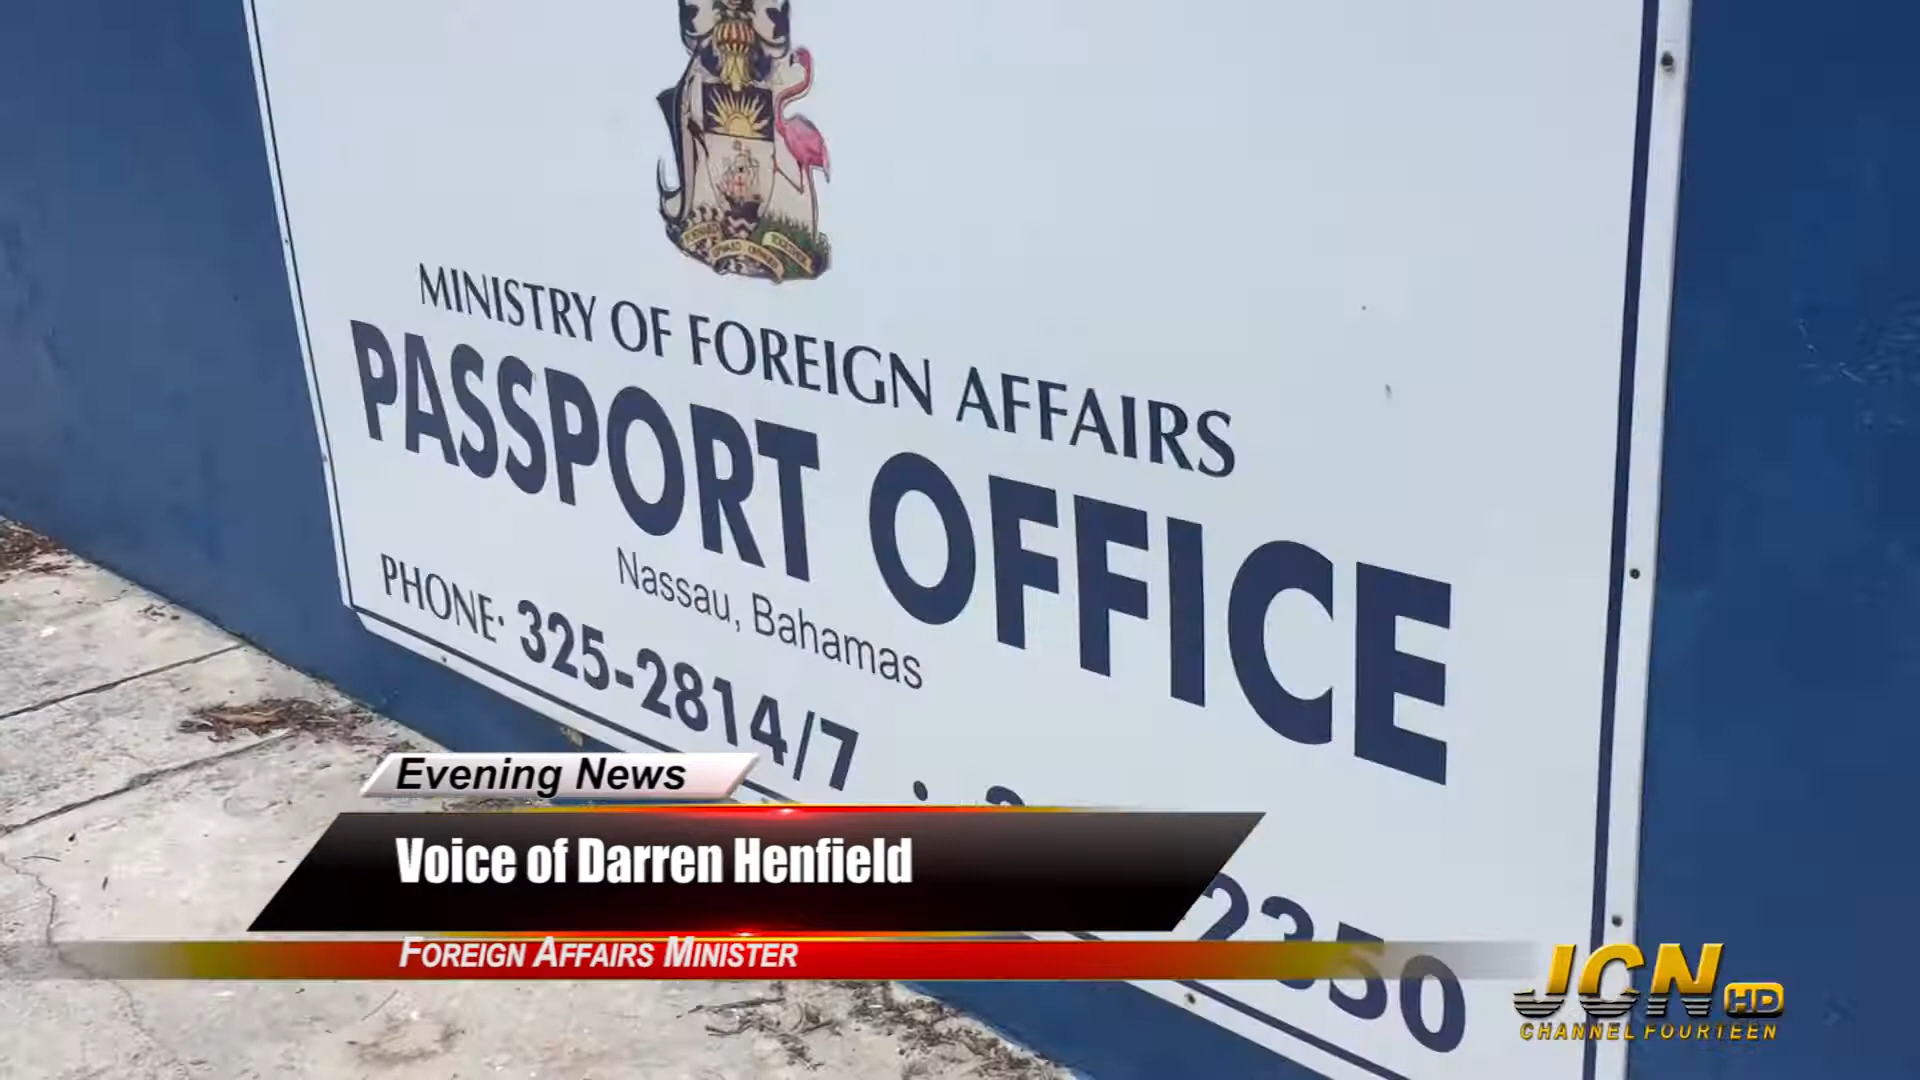 MINISTRY OF FOREIGN AFFAIRS
PASSPORT OFFICE
Nassau, Bahamas
PHONE: 325-2814/7
2350
Evening News
Voice of Darren Henfield
FOREIGN AFFAIRS MINISTER
JCN HD
CHANNEL FOURTEEN